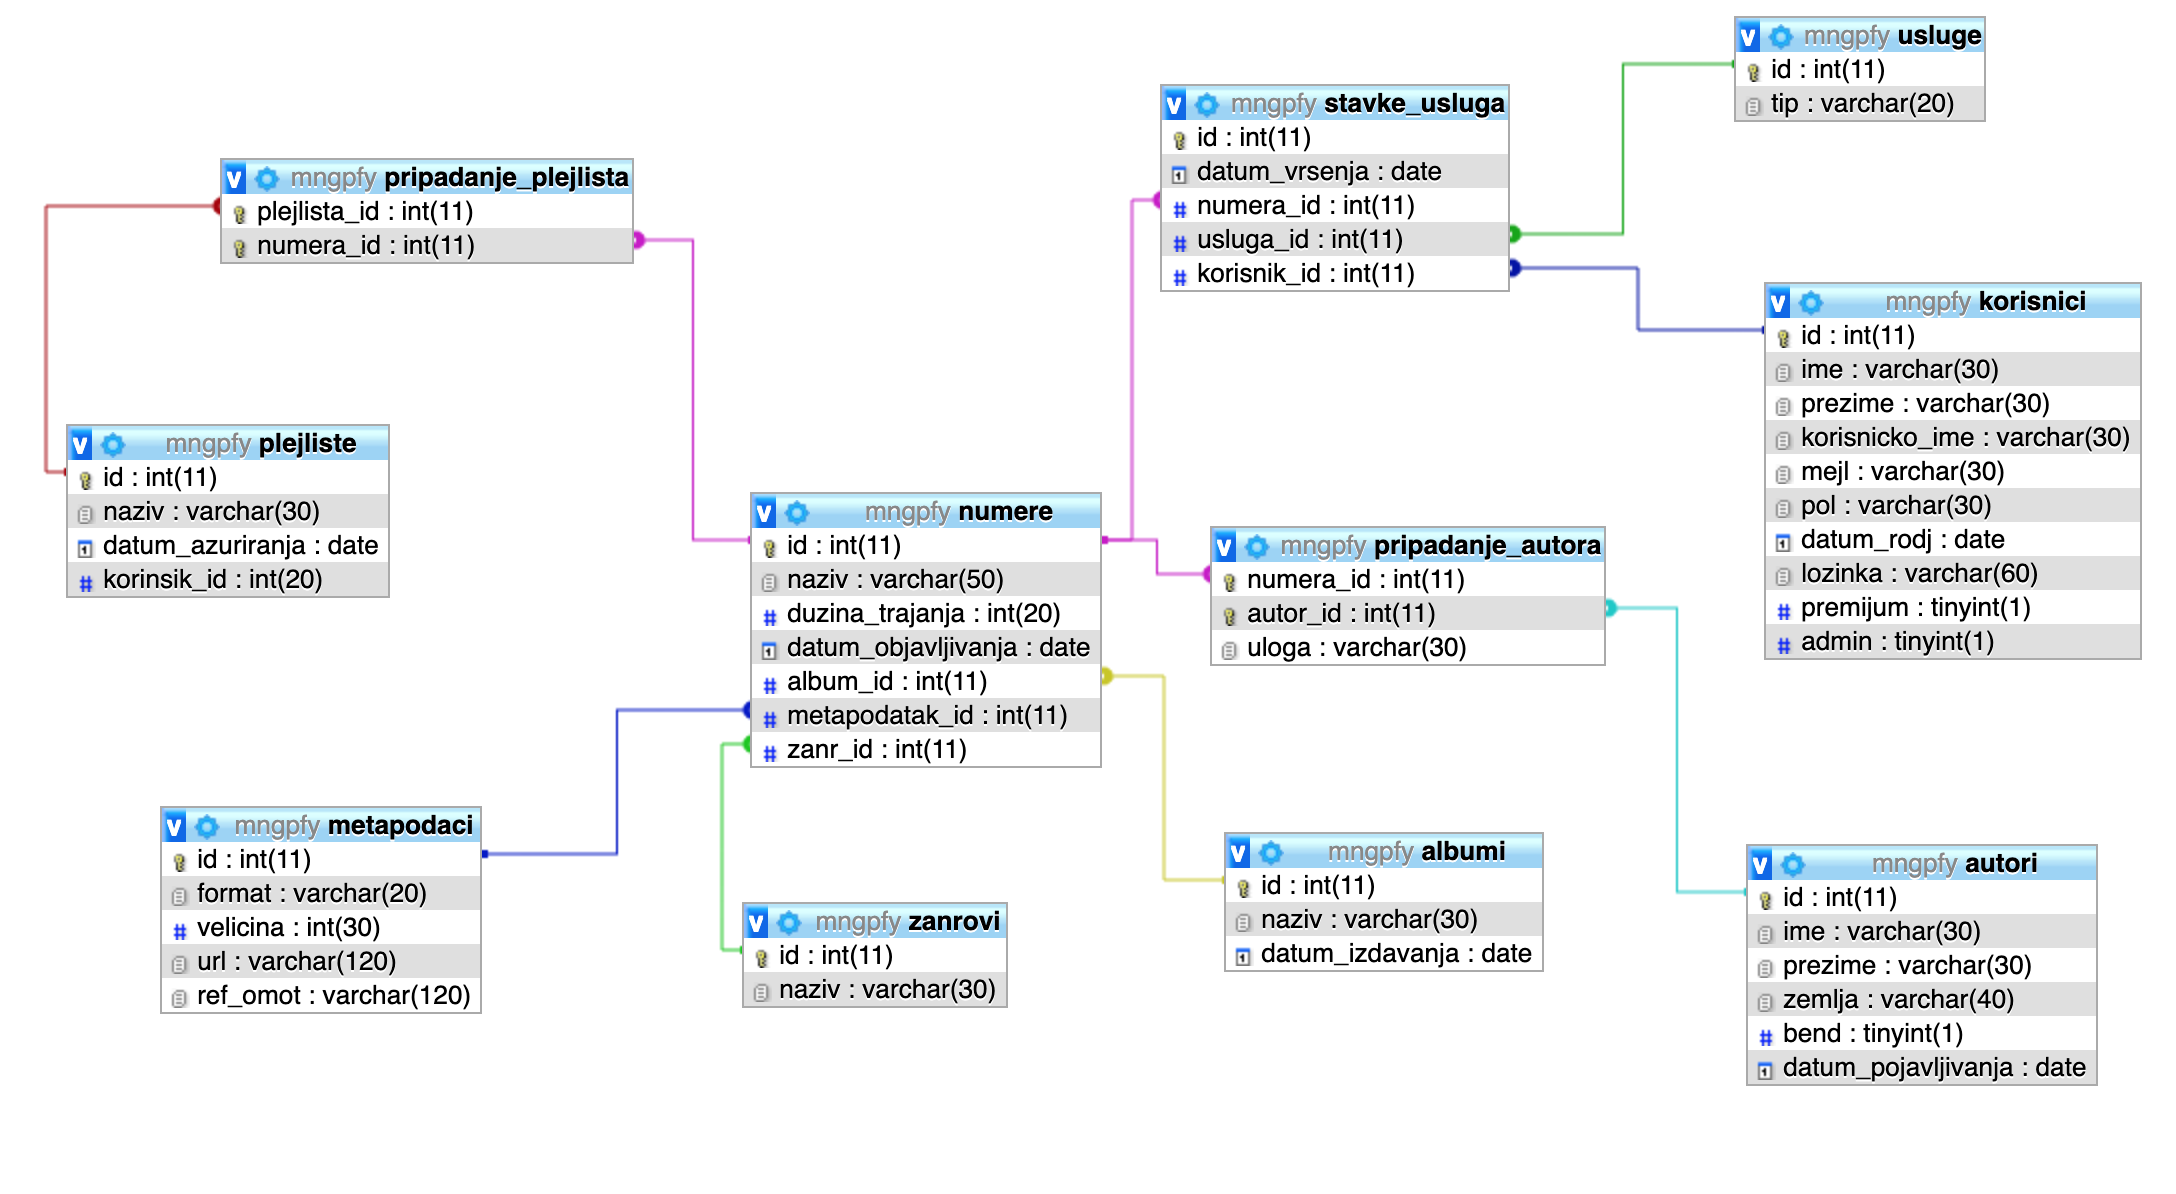 v mngpfy usluge
id : int(11)
tip : varchar(20)
v mngpfy stavke_usluga
id : int(11)
datum_vrsenja : date
numera_id : int(11)
usluga_id : int(11)
korisnik_id : int(11)
v mngpfy pripadanje_plejlista
plejlista_id : int(11)
numera_id : int(11)
v mngpfy korisnici
id : int(11)
ime : varchar(30)
prezime : varchar(30)
korisnicko_ime : varchar(30)
mejl : varchar(30)
pol : varchar(30)
datum_rodj : date
lozinka : varchar(60)
premijum : tinyint(1)
admin : tinyint(1)
v mngpfy plejliste
id : int(11)
naziv : varchar(30)
datum_azuriranja : date
korinsik_id : int(20)
v mngpfy numere
id : int(11)
naziv : varchar(50)
duzina_trajanja : int(20)
datum_objavljivanja : date
album_id : int(11)
metapodatak_id : int(11)
zanr_id : int(11)
v mngpfy pripadanje_autora
numera_id : int(11)
autor_id : int(11)
uloga : varchar(30)
v mngpfy metapodaci
id : int(11)
format : varchar(20)
velicina : int(30)
url : varchar(120)
ref_omot : varchar(120)
v mngpfy zanrovi
id : int(11)
naziv : varchar(30)
v mngpfy albumi
id : int(11)
naziv : varchar(30)
datum_izdavanja : date
v mngpfy autori
id : int(11)
ime : varchar(30)
prezime : varchar(30)
zemlja : varchar(40)
bend : tinyint(1)
datum_pojavljivanja : date